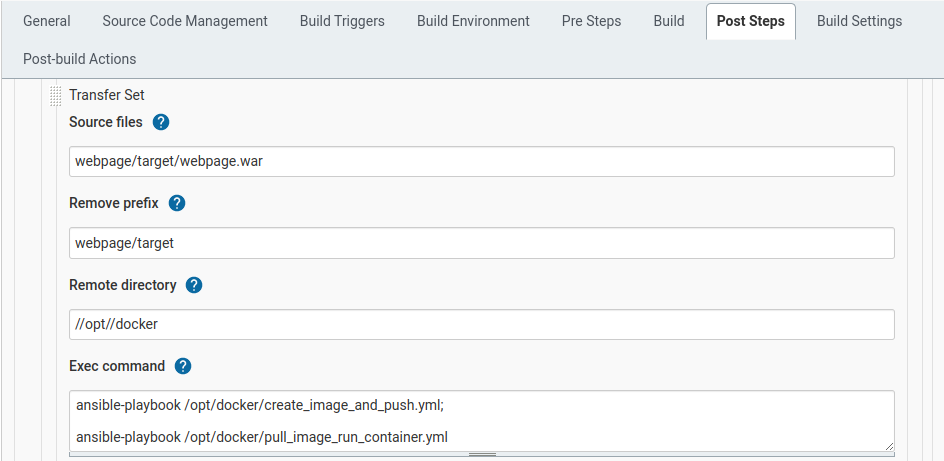 General Source Code Management Build Triggers Build Environment Pre Steps Build Post Steps Build Settings
Post-build Actions
Transfer Set
Source files ?
webpage/target/webpage.war
Remove prefix ?
webpage/target
Remote directory ?
//opt//docker
Exec command ?
ansible-playbook /opt/docker/create_image_and_push.yml;
ansible-playbook /opt/docker/pull_image_run_container.yml